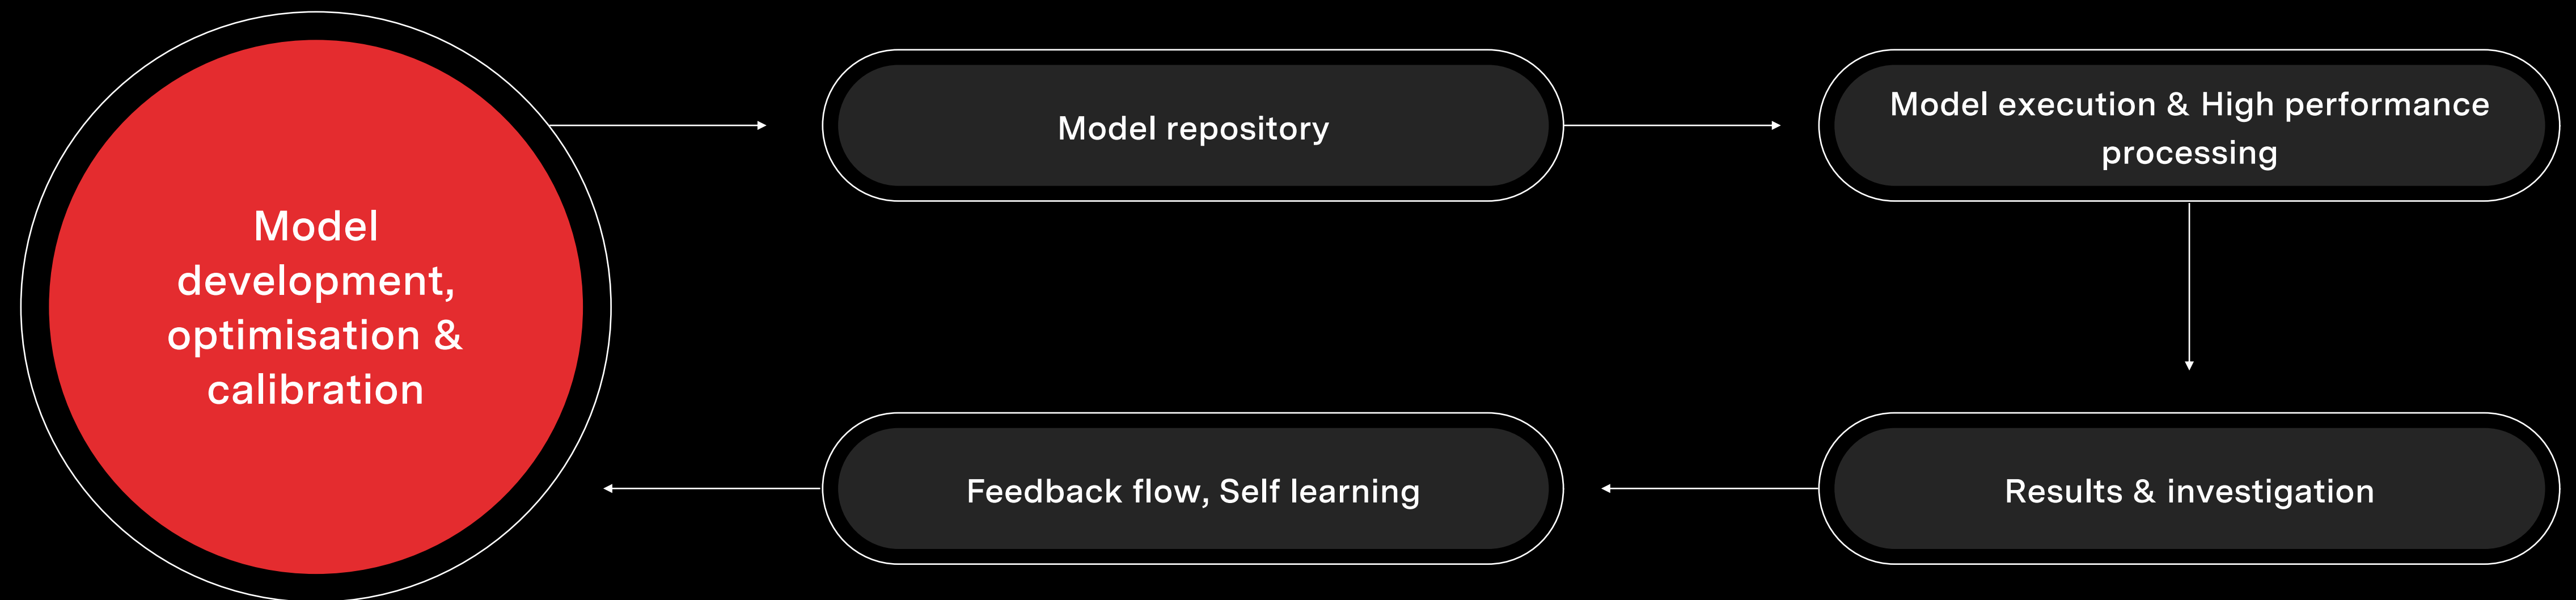 Model
development,
optimisation &
calibration
Model repository
Model execution & High performance
processing
Feedback flow, Self learning
Results & investigation